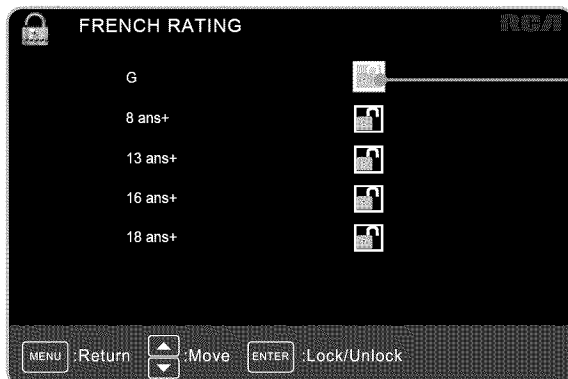 FRENCH RATING
RCA
G
8 ans+
13 ans+
16 ans+
18 ans+
MENU :Return :Move ENTER :Lock/Unlock